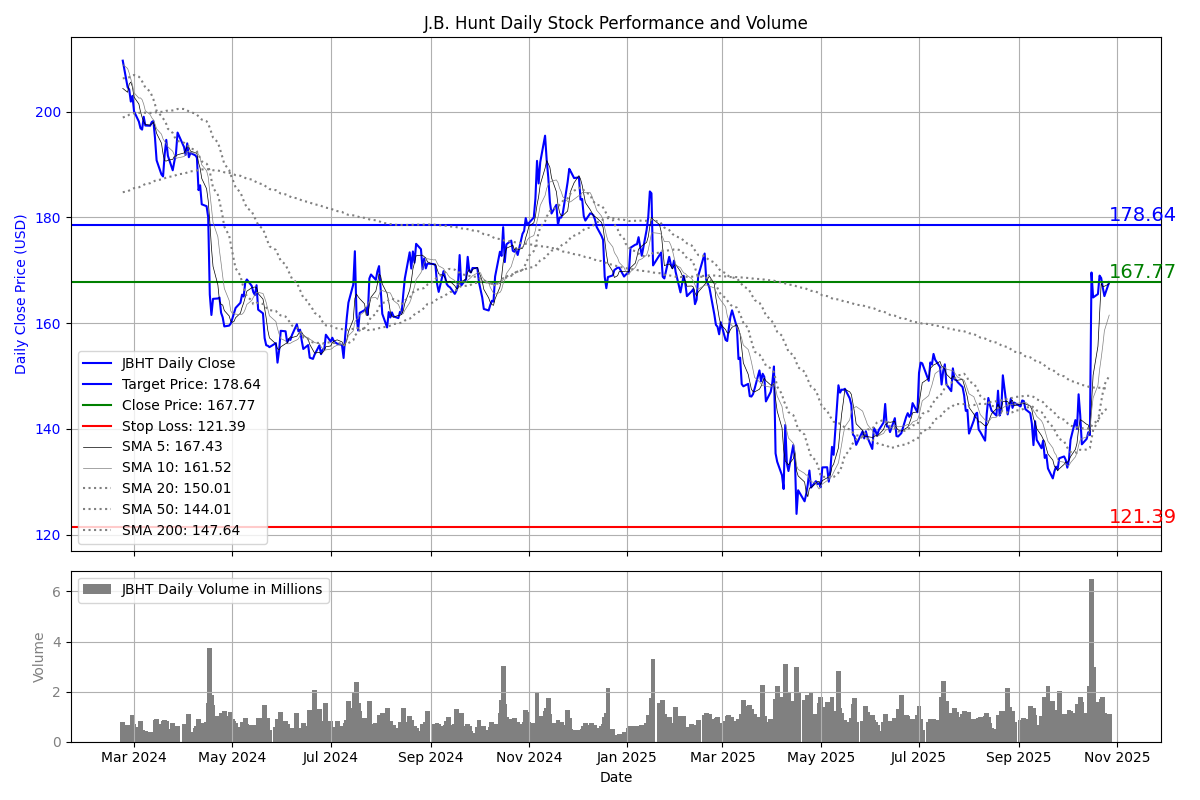 J.B. Hunt Daily Stock Performance and Volume
Daily Close Price (USD)
200
180
160
140
120
178.64
167.77
121.39
JBHT Daily Close
Target Price: 178.64
Close Price: 167.77
Stop Loss: 121.39
SMA 5: 167.43
SMA 10: 161.52
SMA 20: 150.01
SMA 50: 144.01
SMA 200: 147.64
Volume
6
4
2
0
JBHT Daily Volume in Millions
Mar 2024
May 2024
Jul 2024
Sep 2024
Nov 2024
Jan 2025
Mar 2025
May 2025
Jul 2025
Sep 2025
Nov 2025
Date